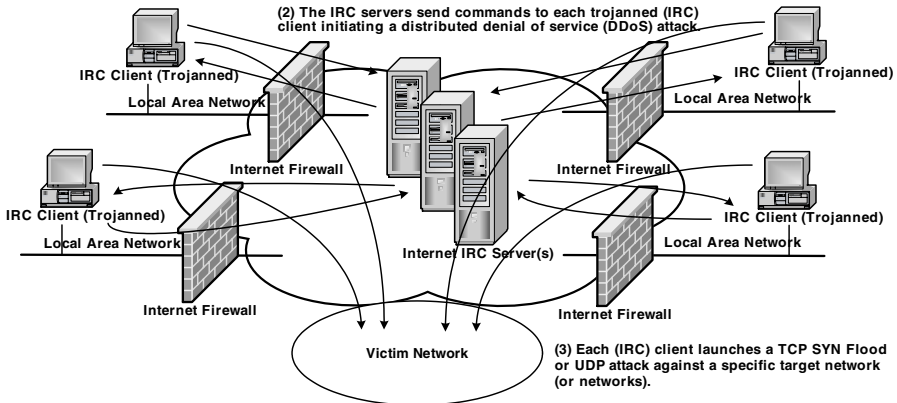 (2) The IRC servers send commands to each trojanned (IRC)
client initiating a distributed denial of service (DDoS) attack.
IRC Client (Trojanned)
IRC Client (Trojanned)
Local Area Network
Local Area Network
Internet Firewall
Internet Firewall
IRC Client (Trojanned)
IRC Client (Trojanned)
Local Area Network
Internet IRC Server(s)
Local Area Network
Internet Firewall
Internet Firewall
Victim Network
(3) Each (IRC) client launches a TCP SYN Flood
or UDP attack against a specific target network
(or networks).